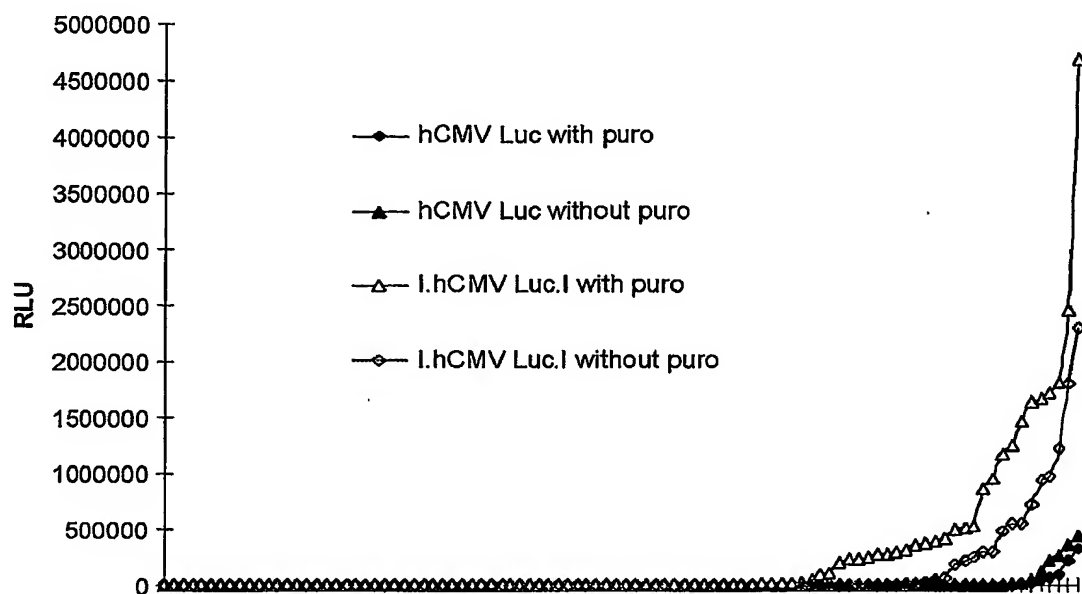 5000000
4500000
4000000
3500000
3000000
2500000
2000000
1500000
1000000
500000
0
RLU
hCMV Luc with puro
hCMV Luc without puro
I.hCMV Luc.I with puro
I.hCMV Luc.I without puro